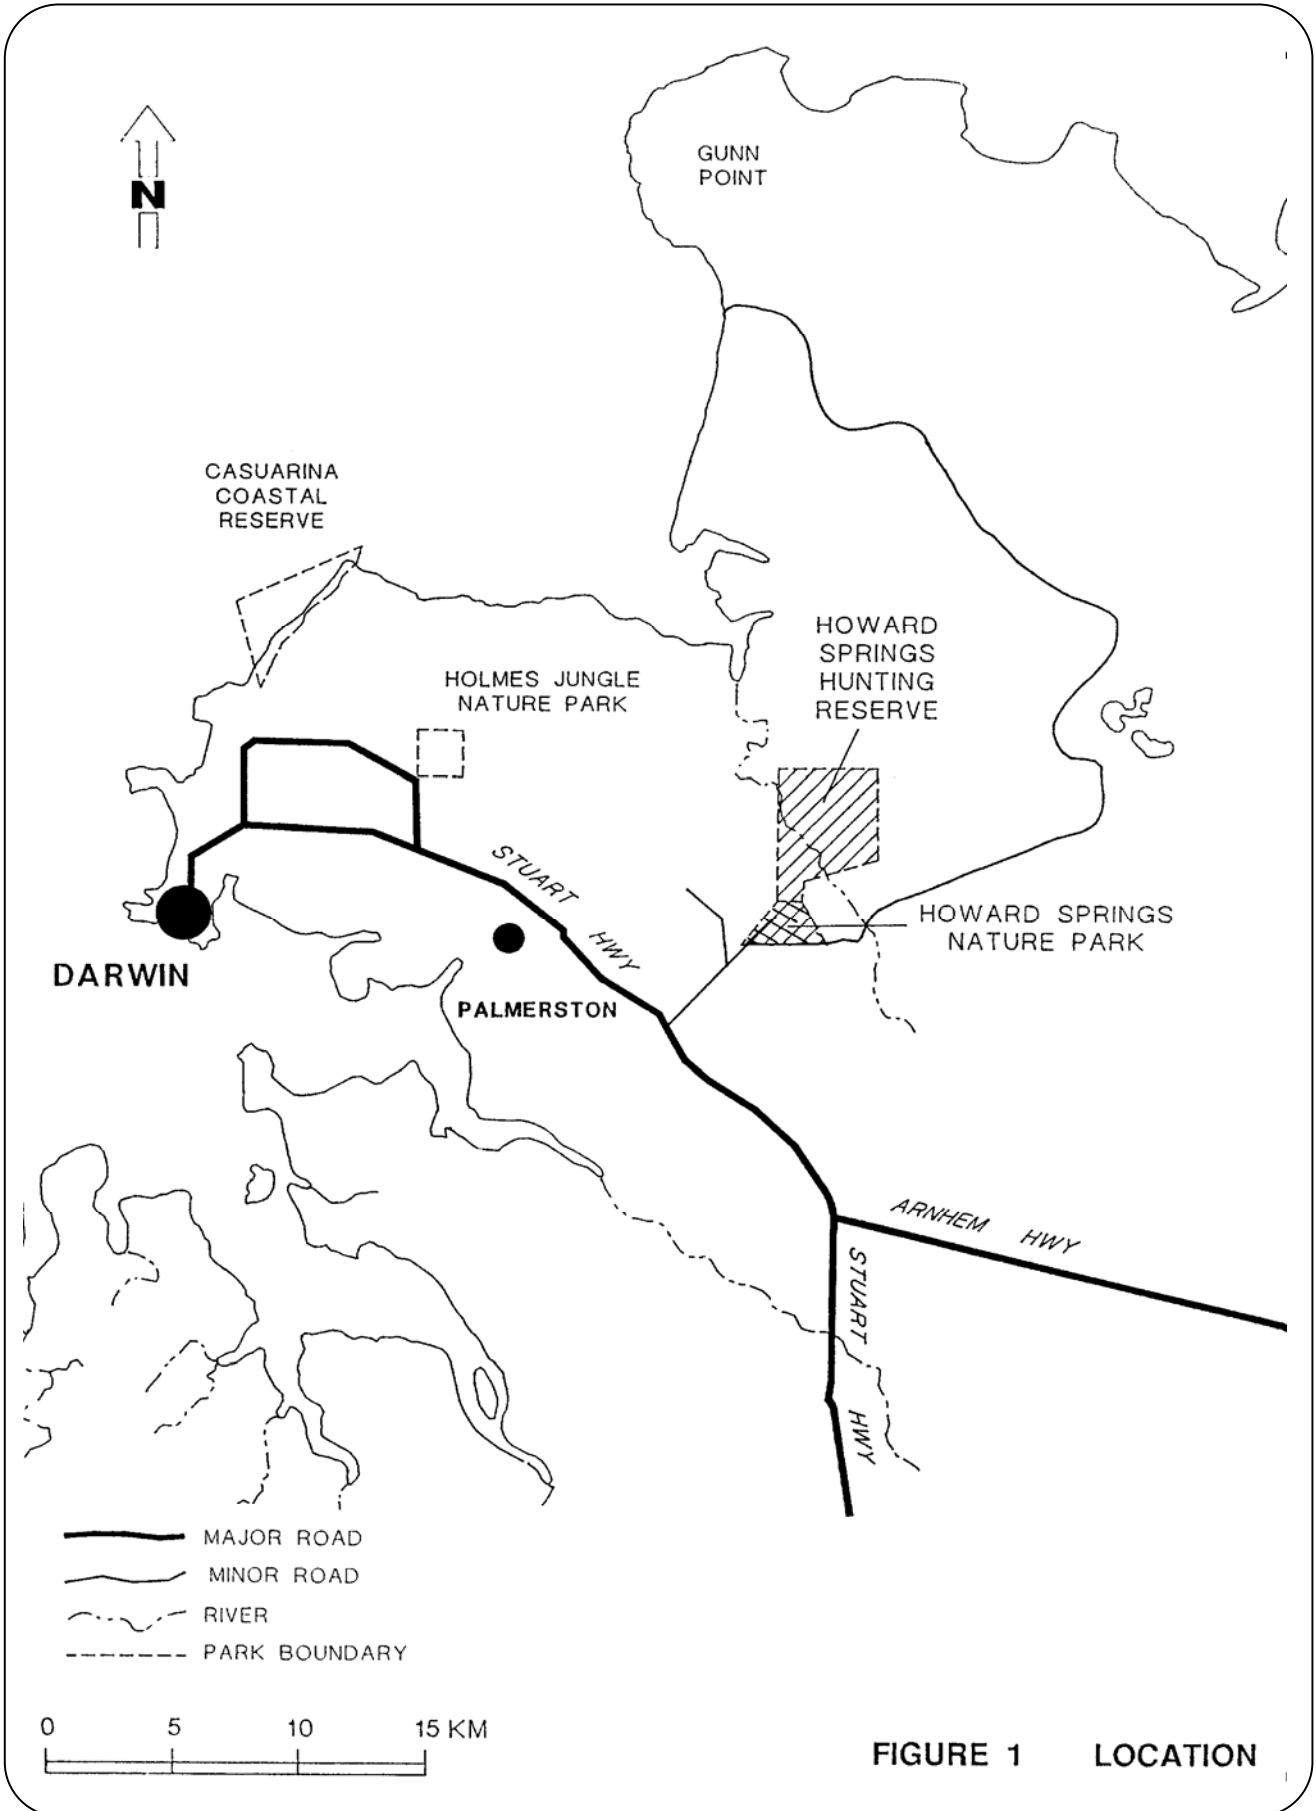 GUNN
POINT
N
CASUARINA
COASTAL
RESERVE
HOWARD
SPRINGS
HUNTING
RESERVE
HOLMES JUNGLE
NATURE PARK
STUART HWY
HOWARD SPRINGS
NATURE PARK
DARWIN
PALMERSTON
ARNHEM HWY
STUART HWY
MAJOR ROAD
MINOR ROAD
RIVER
PARK BOUNDARY
0 5 10 15 KM
FIGURE 1 LOCATION